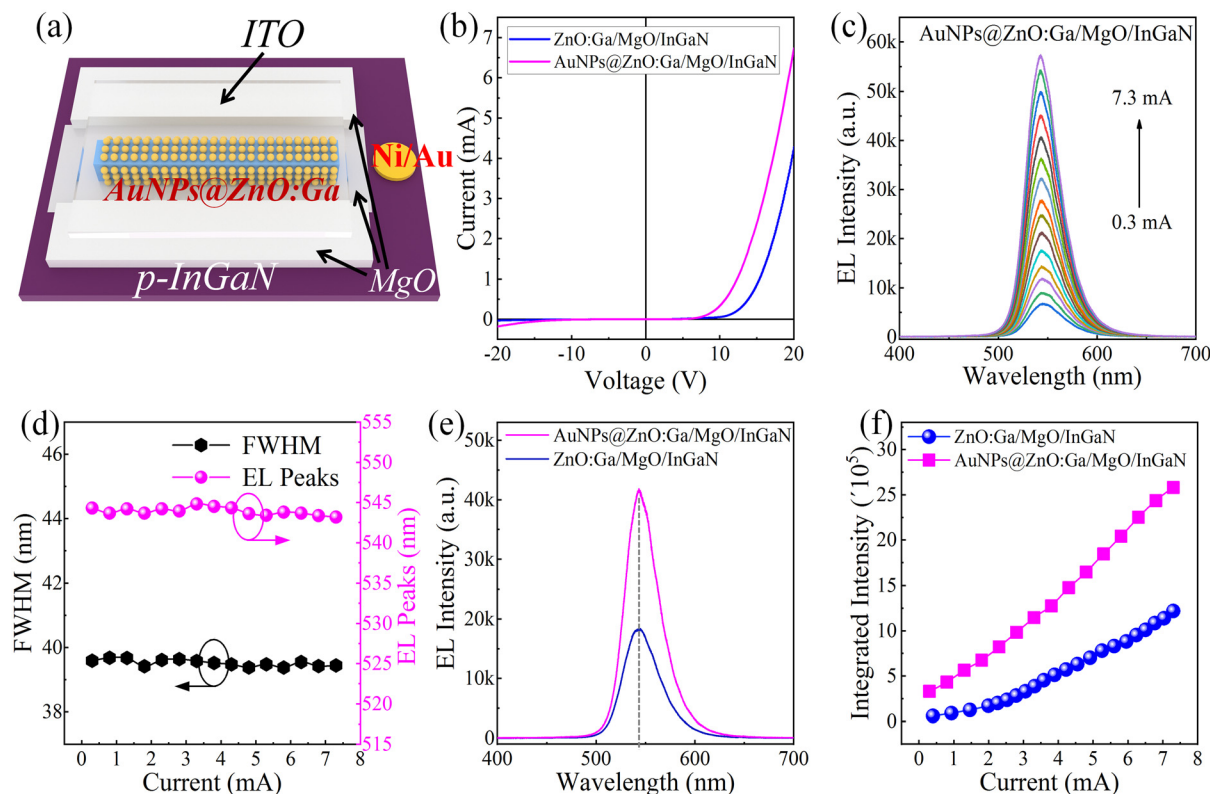 (a)
ITO
Ni/Au
AuNPs@ZnO:Ga
p-InGaN
MgO
(b)
ZnO:Ga/MgO/InGaN
AuNPs@ZnO:Ga/MgO/InGaN
Current (mA)
7
6
5
4
3
2
1
0
-20 -10 0 10 20
Voltage (V)
(c)
AuNPs@ZnO:Ga/MgO/InGaN
7.3 mA
0.3 mA
EL Intensity (a.u.)
60k
50k
40k
30k
20k
10k
0
400 500 600 700
Wavelength (nm)
(d)
FWHM
EL Peaks
FWHM (nm)
46
44
42
40
38
EL Peaks (nm)
555
550
545
540
535
530
525
520
515
0 1 2 3 4 5 6 7 8
Current (mA)
(e)
AuNPs@ZnO:Ga/MgO/InGaN
ZnO:Ga/MgO/InGaN
EL Intensity (a.u.)
50k
40k
30k
20k
10k
0
400 500 600 700
Wavelength (nm)
(f)
ZnO:Ga/MgO/InGaN
AuNPs@ZnO:Ga/MgO/InGaN
Integrated Intensity (´10⁵)
30
25
20
15
10
5
0
0 1 2 3 4 5 6 7 8
Current (mA)